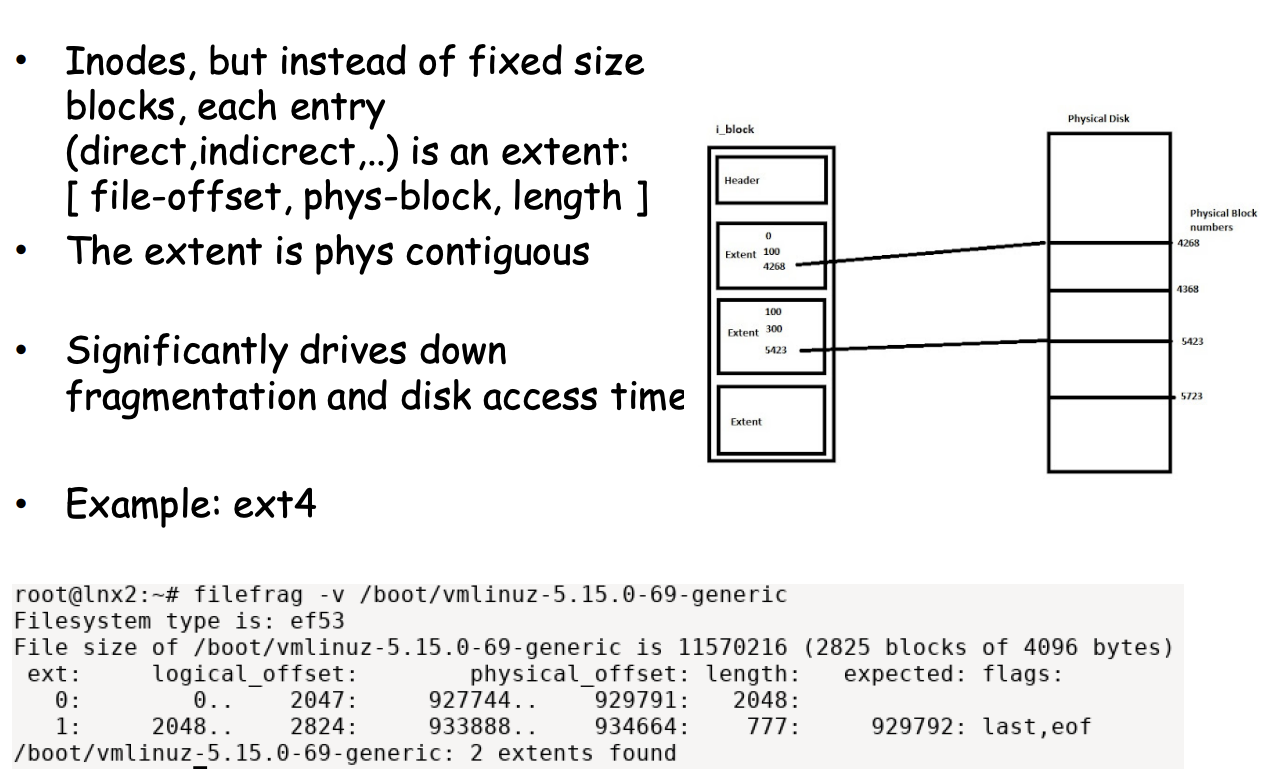 • Inodes, but instead of fixed size
blocks, each entry
(direct,indicrect,..) is an extent:
[ file-offset, phys-block, length ]
• The extent is phys contiguous
• Significantly drives down
fragmentation and disk access time
• Example: ext4
i_block
Header
Extent
0
100
4268
Extent
100
300
5423
Extent
Physical Disk
Physical Block
numbers
4268
4368
5423
5723
root@lnx2:~# filefrag -v /boot/vmlinuz-5.15.0-69-generic
Filesystem type is: ef53
File size of /boot/vmlinuz-5.15.0-69-generic is 11570216 (2825 blocks of 4096 bytes)
 ext:     logical_offset:        physical_offset: length:   expected: flags:
   0:        0..    2047:     927744..    929791:   2048:
   1:     2048..    2824:     933888..    934664:    777:     929792: last,eof
/boot/vmlinuz-5.15.0-69-generic: 2 extents found